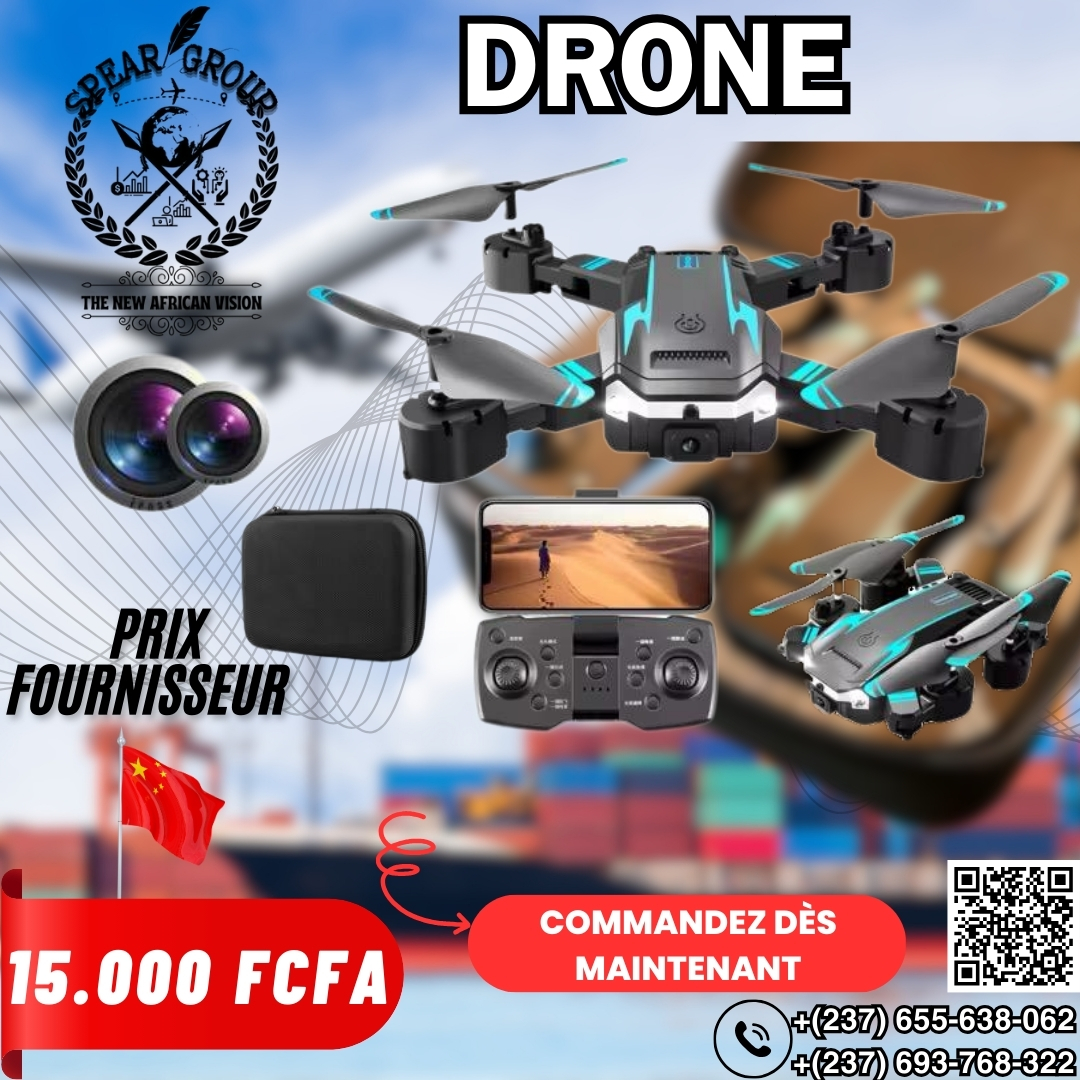 SPEAR GROUP
THE NEW AFRICAN VISION
DRONE
PRIX
FOURNISSEUR
15.000 FCFA
COMMANDEZ DÈS
MAINTENANT
+(237) 655-638-062
+(237) 693-768-322